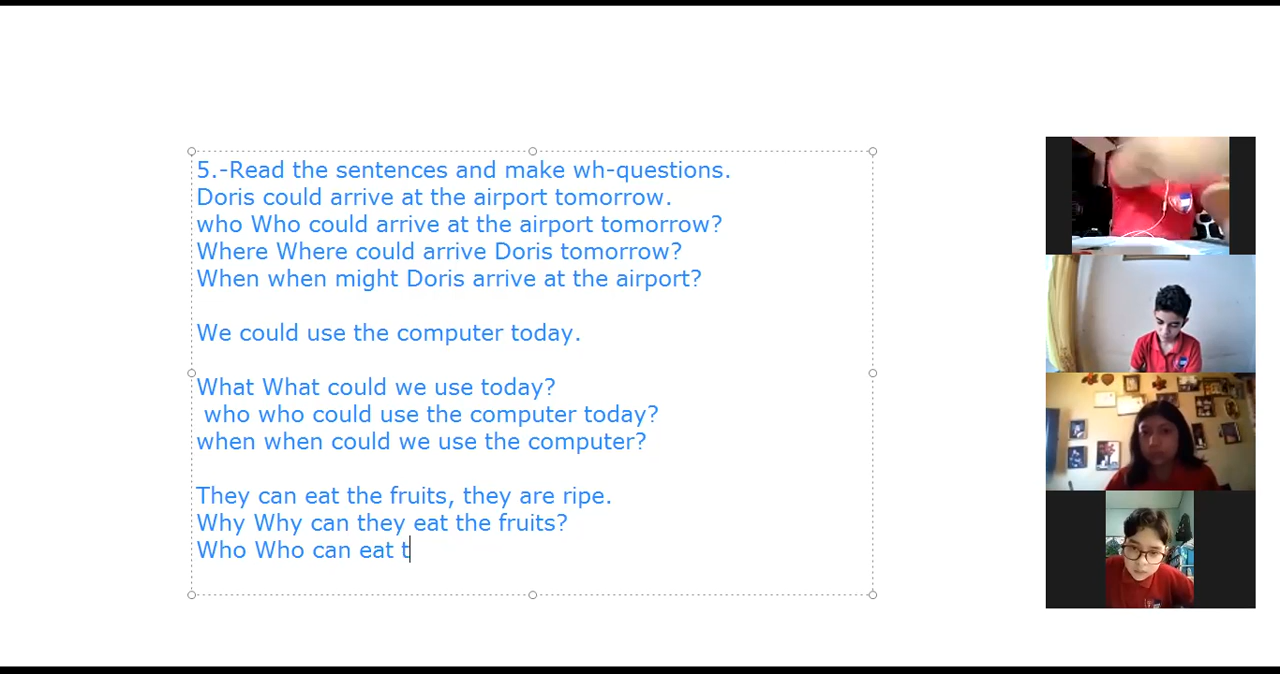 5.-Read the sentences and make wh-questions.
Doris could arrive at the airport tomorrow.
who Who could arrive at the airport tomorrow?
Where Where could arrive Doris tomorrow?
When when might Doris arrive at the airport?
We could use the computer today.
What What could we use today?
who who could use the computer today?
when when could we use the computer?
They can eat the fruits, they are ripe.
Why Why can they eat the fruits?
Who Who can eat t